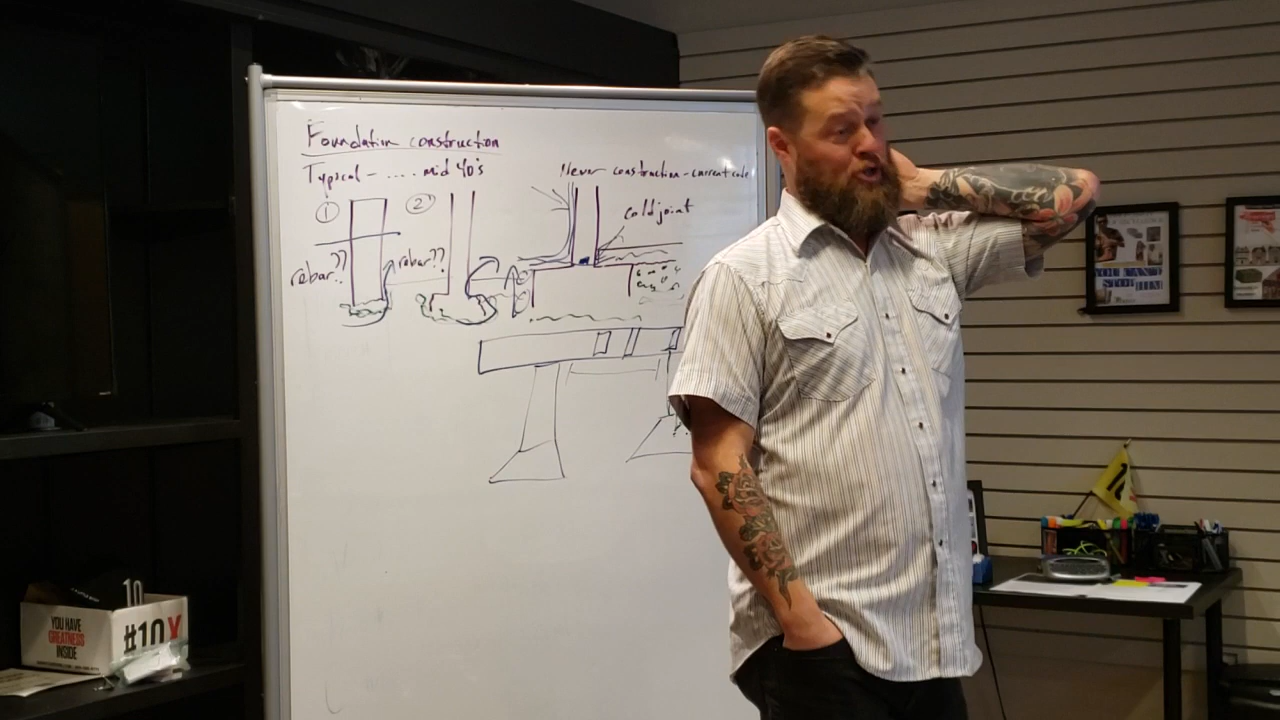 Foundation construction
Typical - .... mid 40's
Newer construction - current code
① ②
cold joint
rebar??
rebar??
10
YOU HAVE
GREATNESS
INSIDE
#10X